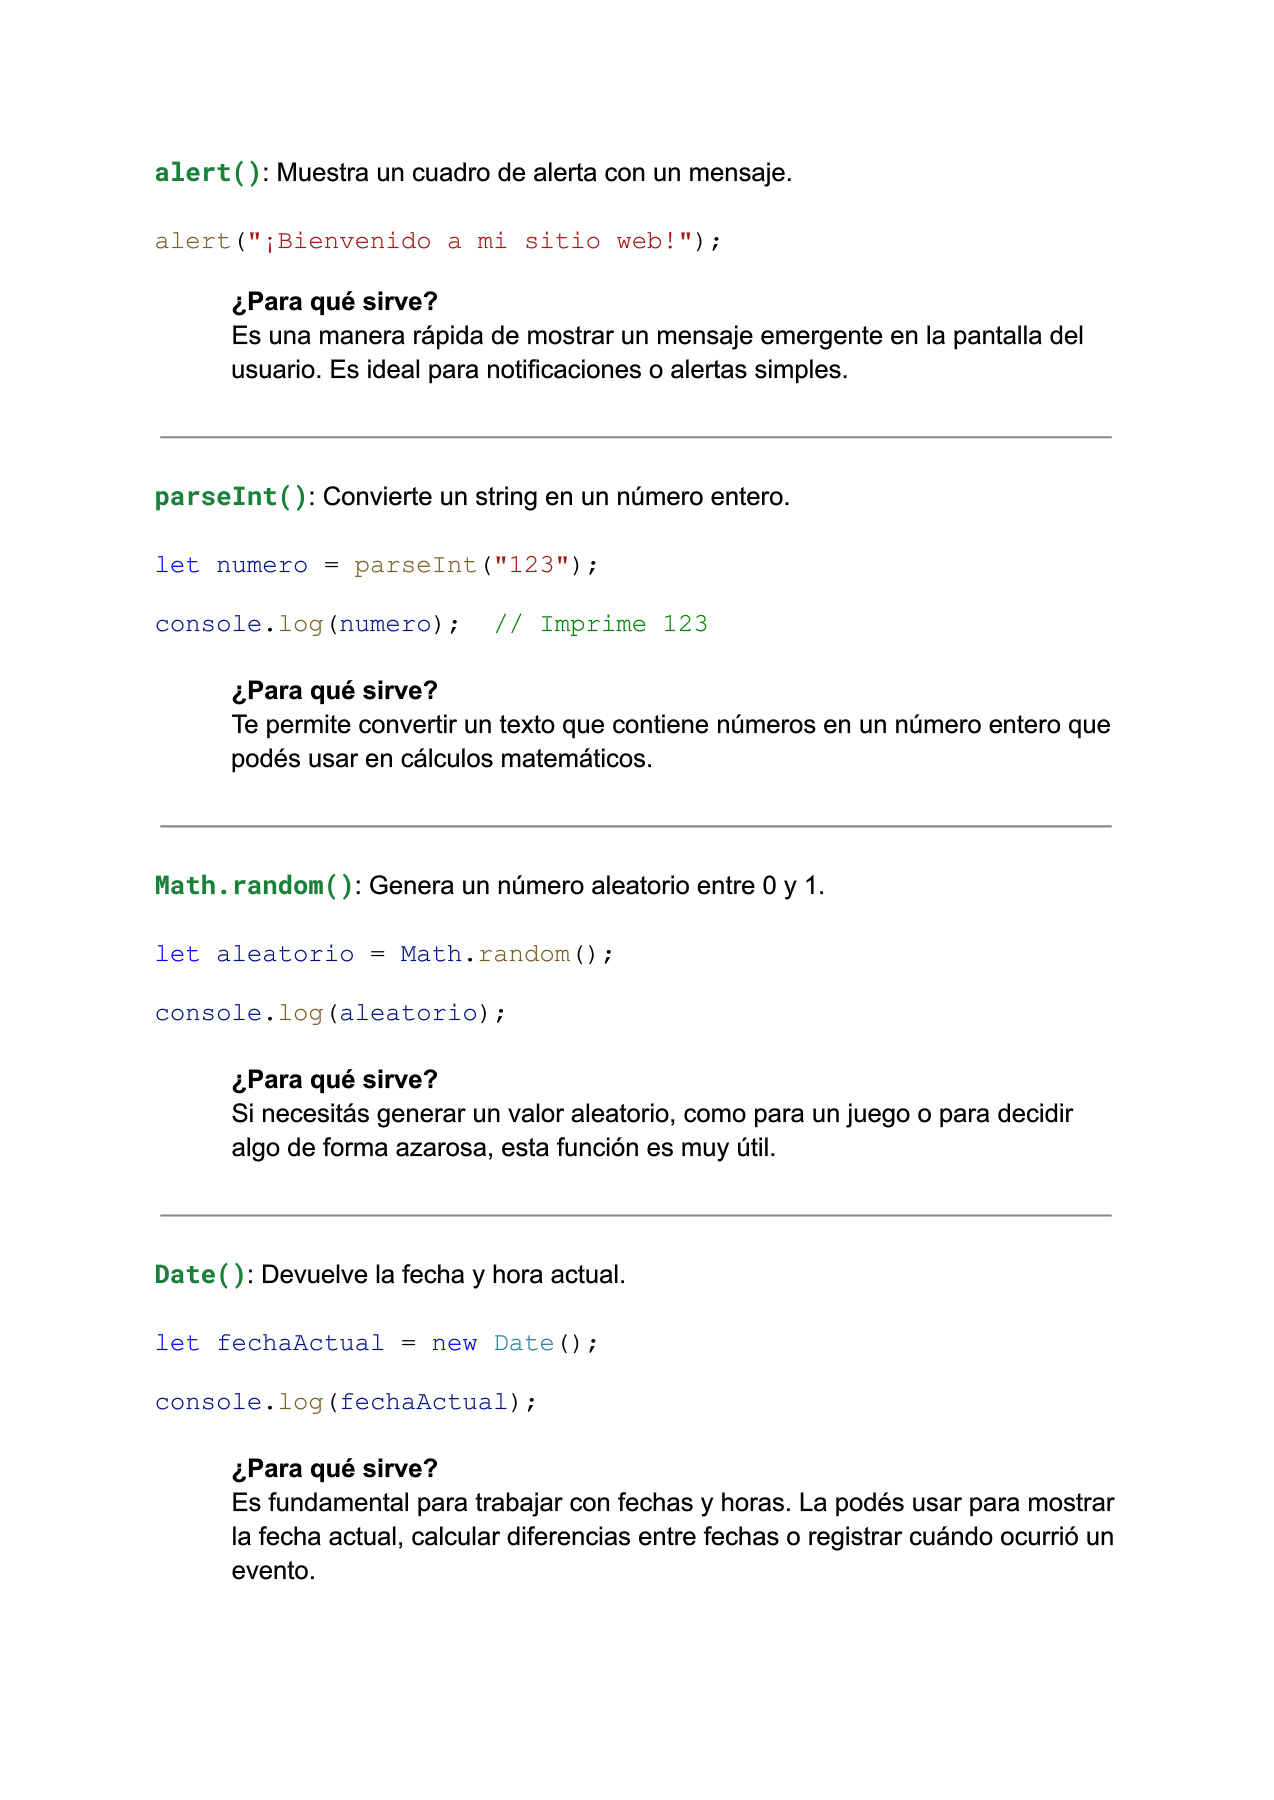 alert(): Muestra un cuadro de alerta con un mensaje.
alert("¡Bienvenido a mi sitio web!");
¿Para qué sirve?
Es una manera rápida de mostrar un mensaje emergente en la pantalla del
usuario. Es ideal para notificaciones o alertas simples.
parseInt(): Convierte un string en un número entero.
let numero = parseInt("123");
console.log(numero);  // Imprime 123
¿Para qué sirve?
Te permite convertir un texto que contiene números en un número entero que
podés usar en cálculos matemáticos.
Math.random(): Genera un número aleatorio entre 0 y 1.
let aleatorio = Math.random();
console.log(aleatorio);
¿Para qué sirve?
Si necesitás generar un valor aleatorio, como para un juego o para decidir
algo de forma azarosa, esta función es muy útil.
Date(): Devuelve la fecha y hora actual.
let fechaActual = new Date();
console.log(fechaActual);
¿Para qué sirve?
Es fundamental para trabajar con fechas y horas. La podés usar para mostrar
la fecha actual, calcular diferencias entre fechas o registrar cuándo ocurrió un
evento.